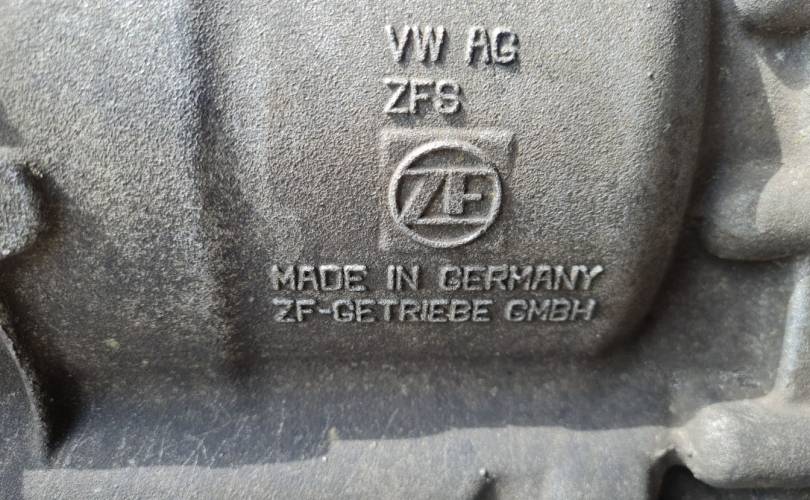 VW AG
ZFS
ZF
MADE IN GERMANY
ZF-GETRIEBE GMBH